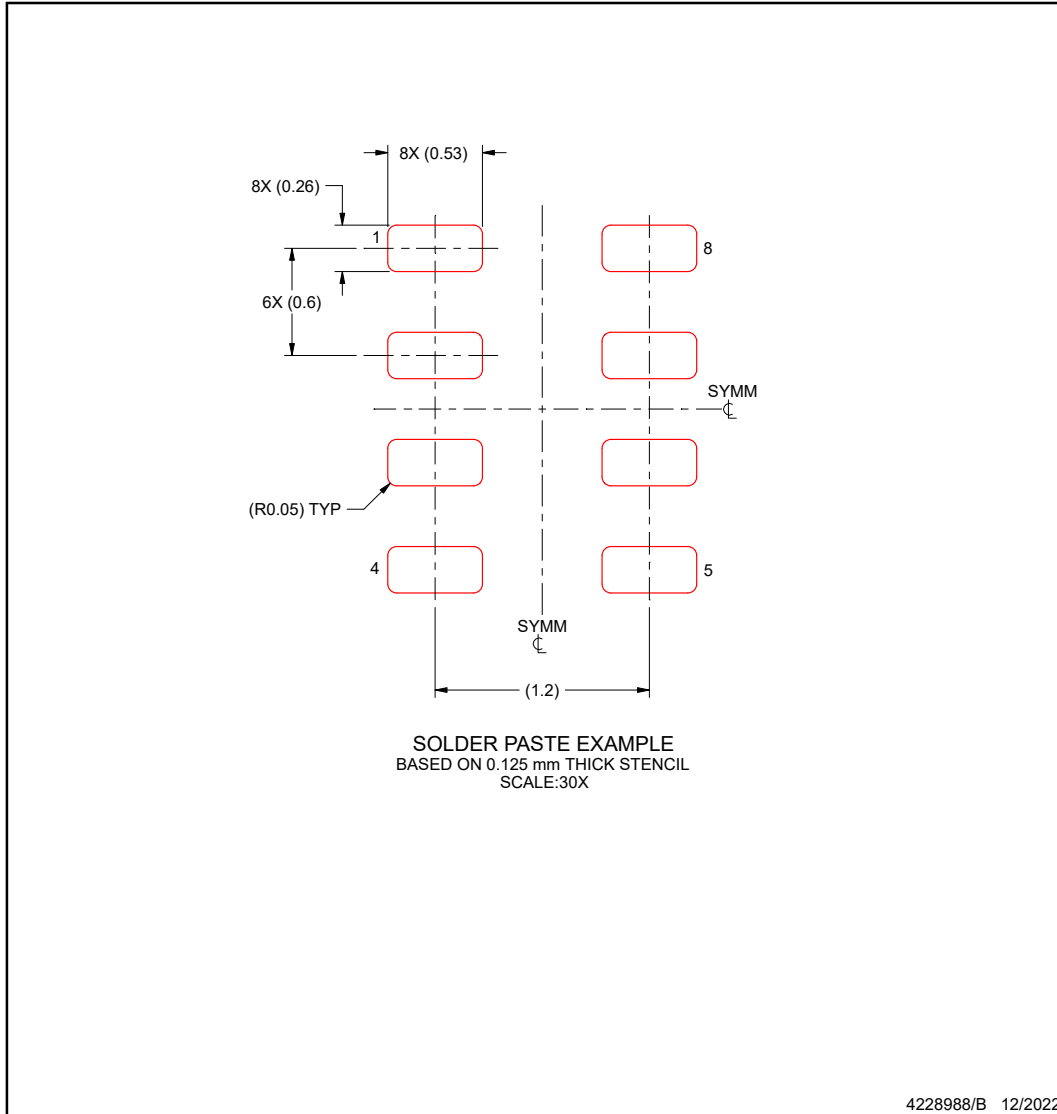 8X (0.53)
8X (0.26)
1
8
6X (0.6)
SYMM
(R0.05) TYP
4
5
SYMM
(1.2)
SOLDER PASTE EXAMPLE
BASED ON 0.125 mm THICK STENCIL
SCALE:30X
4228988/B 12/2022